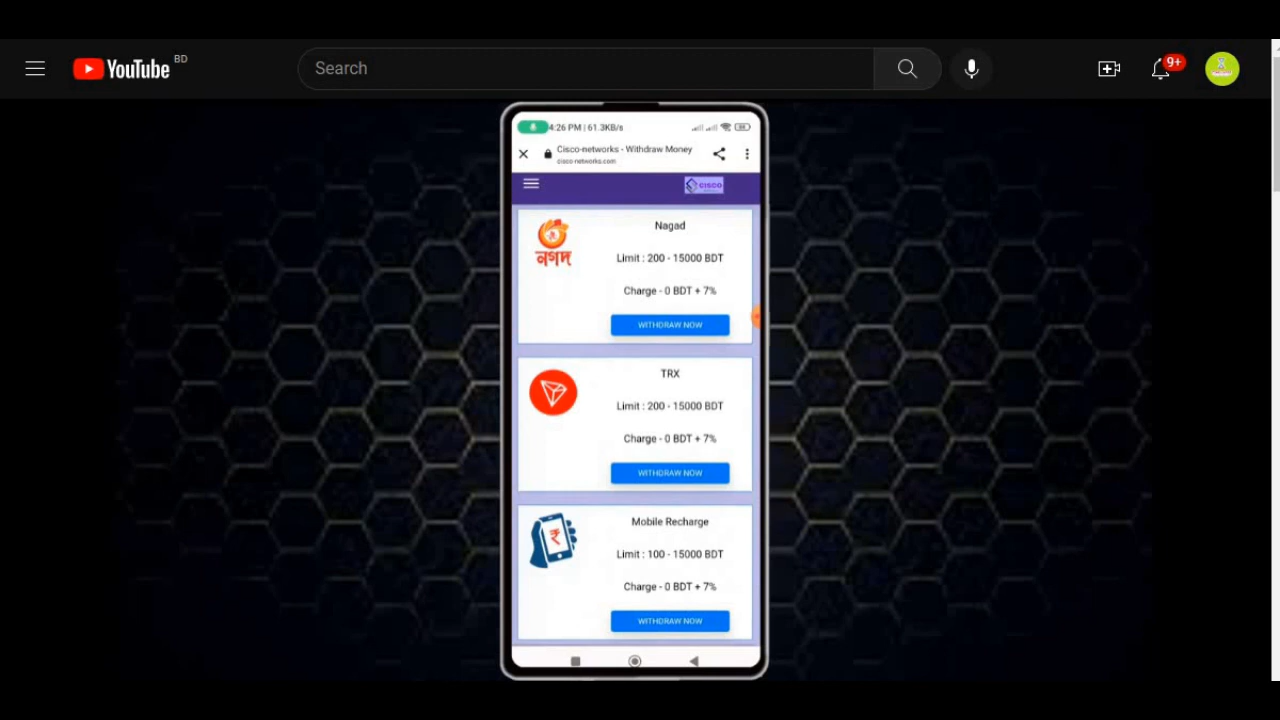 YouTube BD
Search
9+
4:26 PM | 61.3KB/s
Cisco-networks - Withdraw Money
cisco-networks.com
CISCO
Nagad
নগদ
Limit : 200 - 15000 BDT
Charge - 0 BDT + 7%
WITHDRAW NOW
TRX
Limit : 200 - 15000 BDT
Charge - 0 BDT + 7%
WITHDRAW NOW
Mobile Recharge
₹
Limit : 100 - 15000 BDT
Charge - 0 BDT + 7%
WITHDRAW NOW